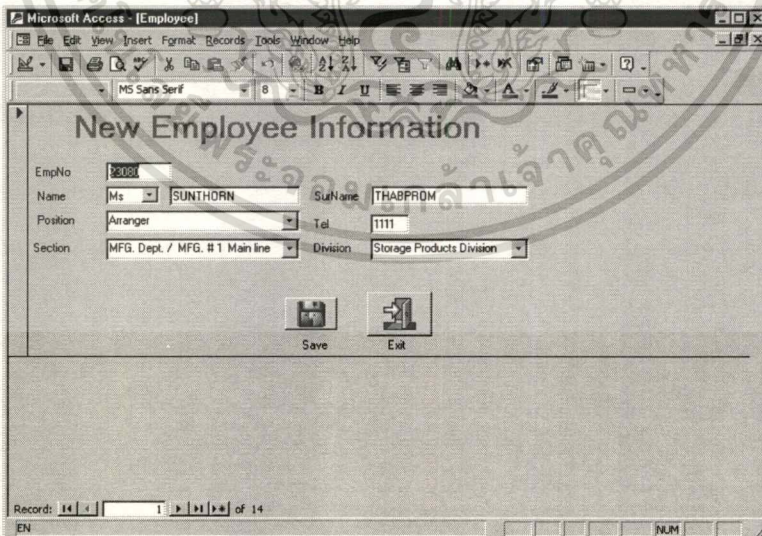 Microsoft Access - [Employee]
File Edit View Insert Format Records Tools Window Help
MS Sans Serif 8 B I U
New Employee Information
EmpNo 23080
Name Ms SUNTHORN SurName THABPROM
Position Arranger Tel 1111
Section MFG. Dept. / MFG. # 1 Main line Division Storage Products Division
Save Exit
Record: 1 of 14
EN NUM